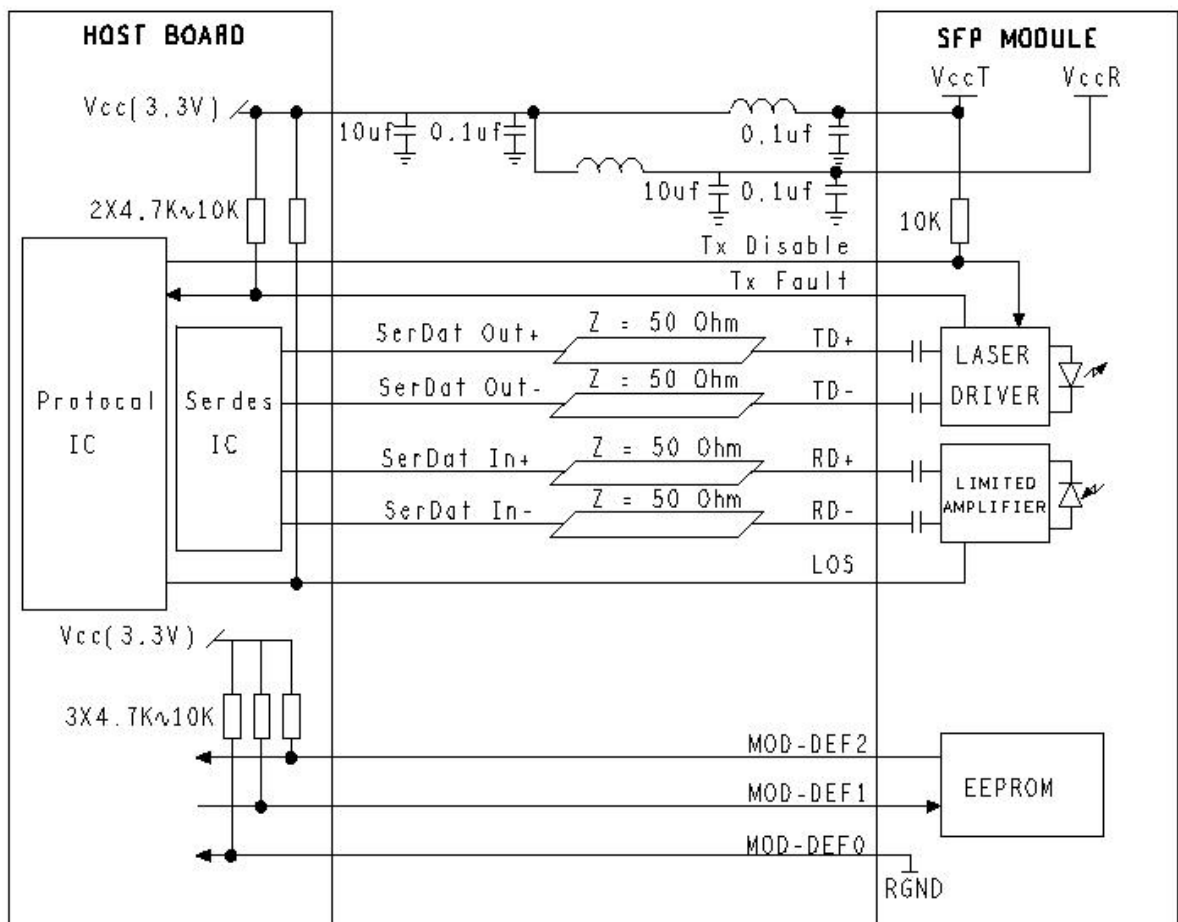 HOST BOARD
SFP MODULE
VccT
VccR
Vcc(3.3V)
10uf
0.1uf
0.1uf
10uf
0.1uf
2X4.7K~10K
10K
Tx Disable
Tx Fault
Protocal
IC
Serdes
IC
SerDat Out+
Z = 50 Ohm
TD+
SerDat Out-
Z = 50 Ohm
TD-
LASER
DRIVER
SerDat In+
Z = 50 Ohm
RD+
SerDat In-
Z = 50 Ohm
RD-
LIMITED
AMPLIFIER
LOS
Vcc(3.3V)
3X4.7K~10K
MOD-DEF2
MOD-DEF1
MOD-DEF0
EEPROM
RGND